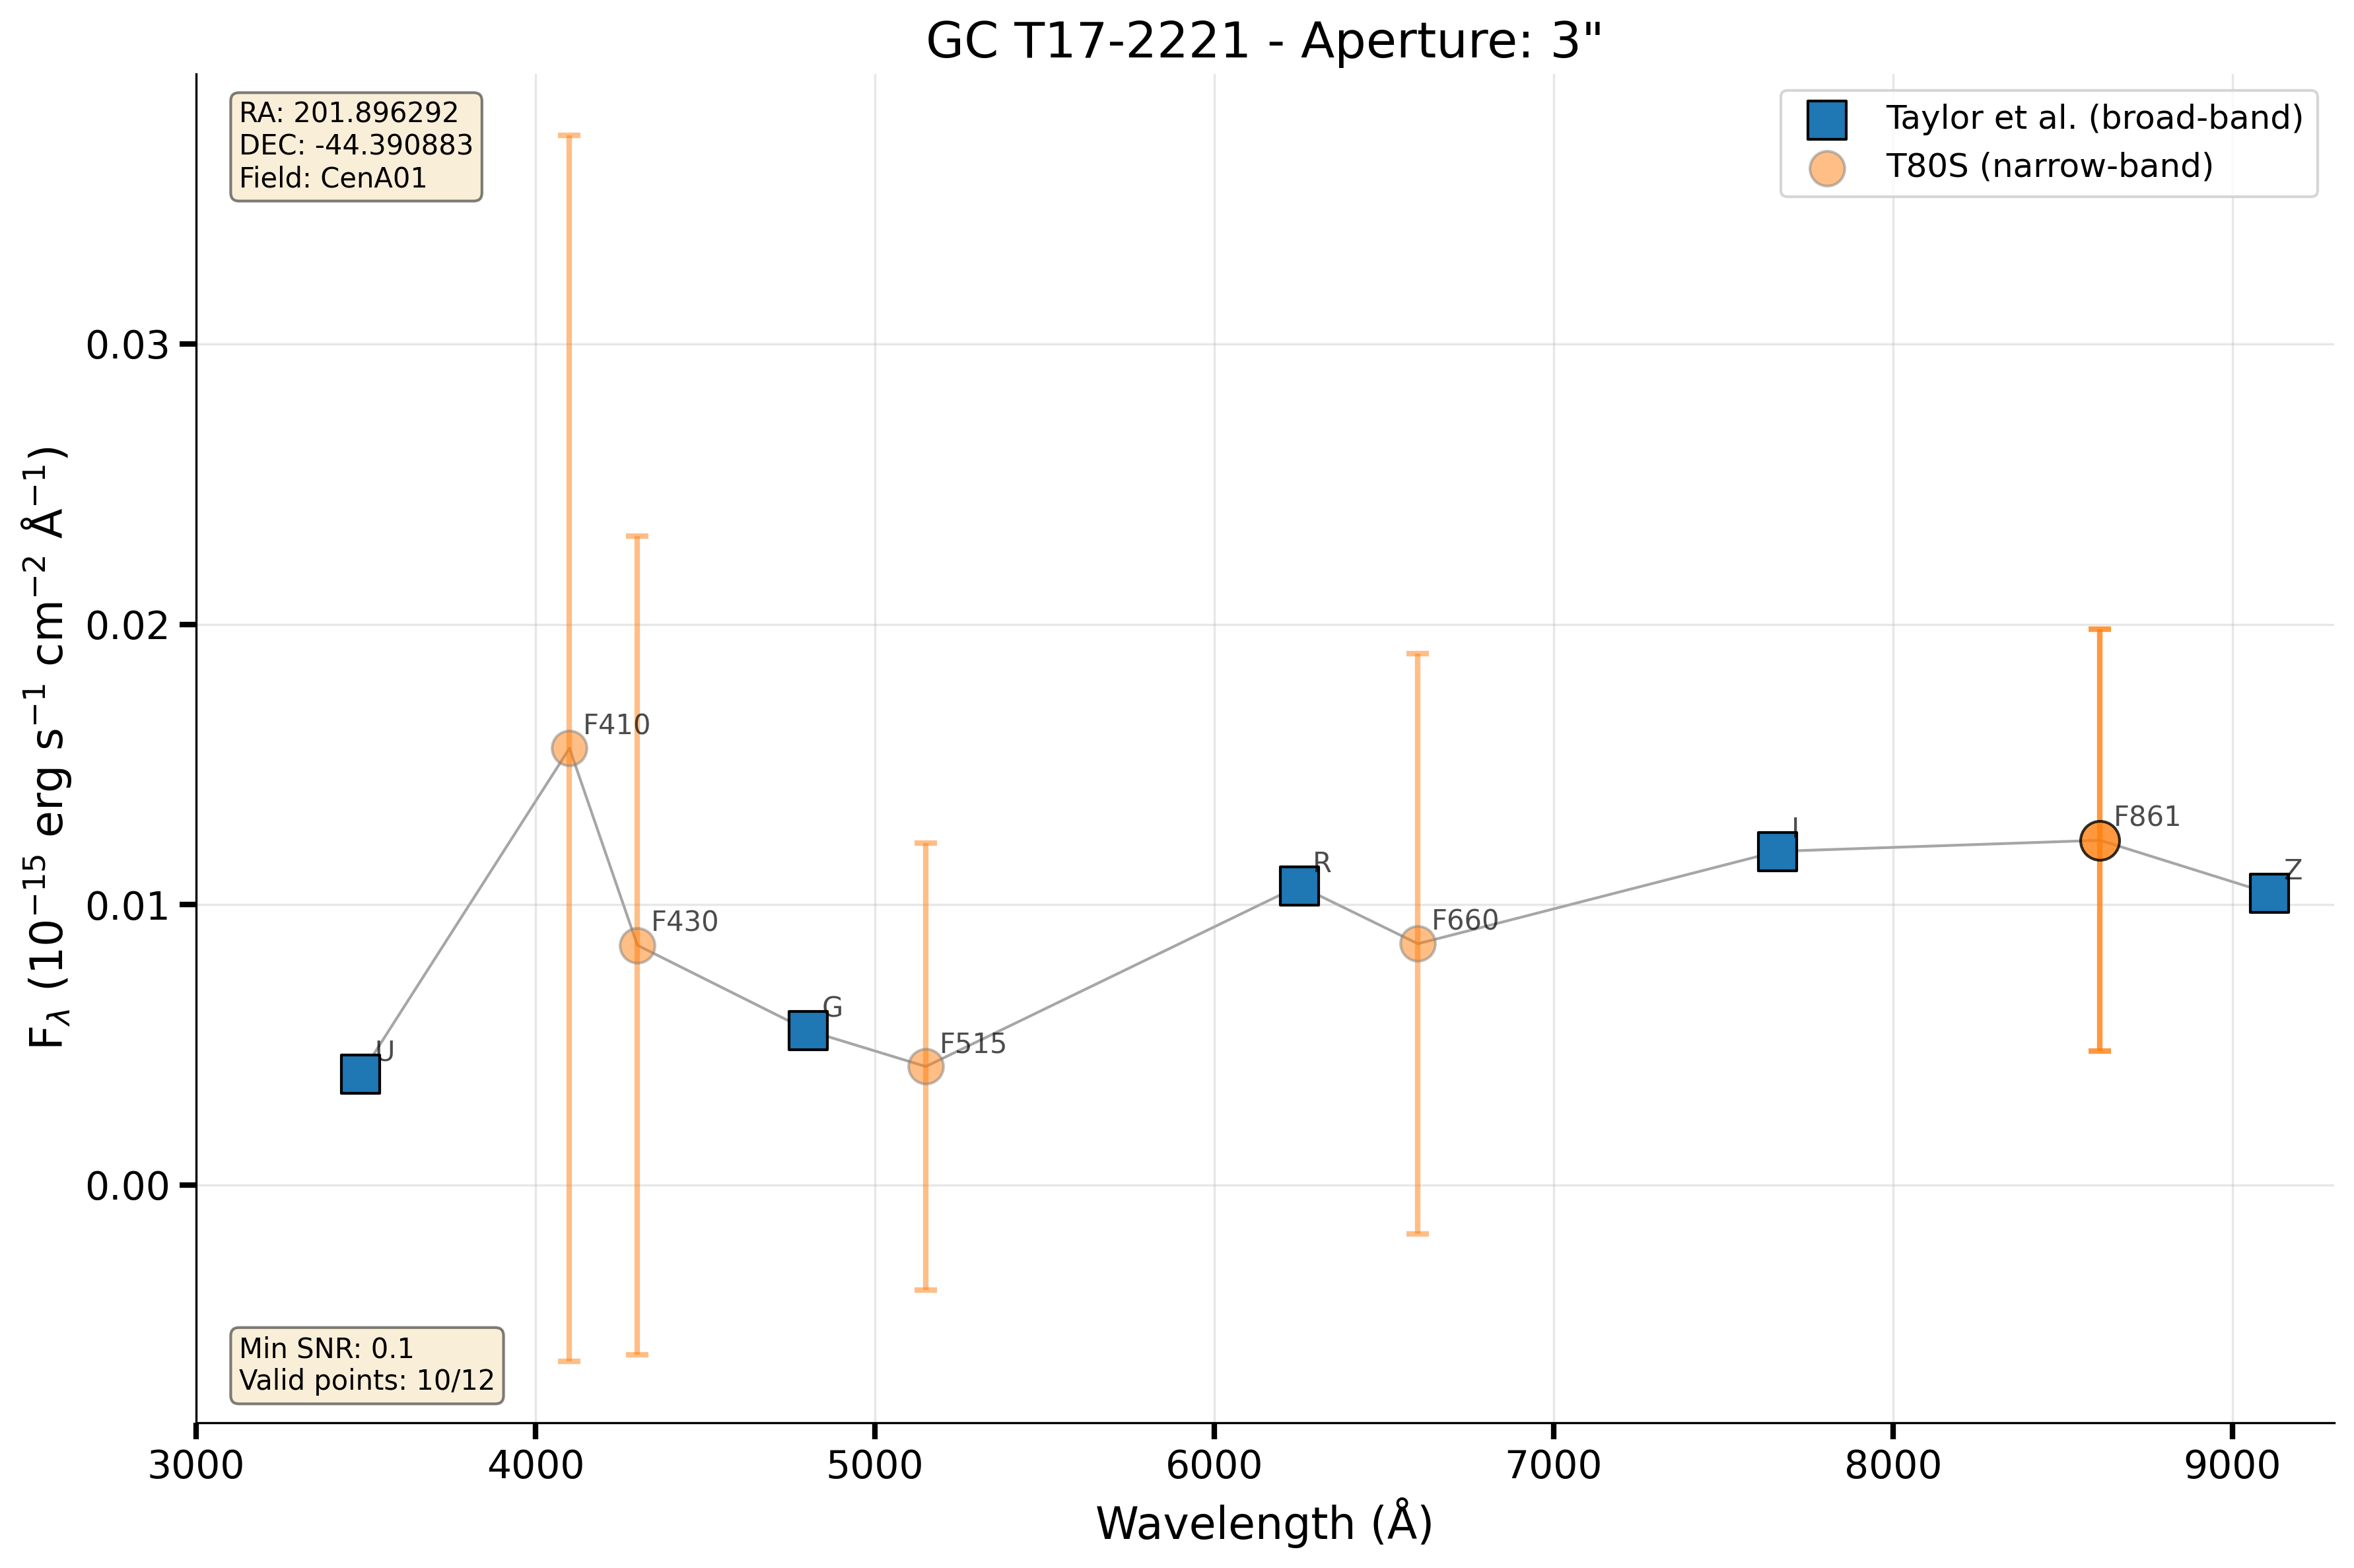 GC T17-2221 - Aperture: 3"
RA: 201.896292
DEC: -44.390883
Field: CenA01
Taylor et al. (broad-band)
T80S (narrow-band)
0.03
0.02
0.01
0.00
F_λ (10⁻¹⁵ erg s⁻¹ cm⁻² Å⁻¹)
U
F410
F430
G
F515
R
F660
I
F861
Z
Min SNR: 0.1
Valid points: 10/12
3000 4000 5000 6000 7000 8000 9000
Wavelength (Å)